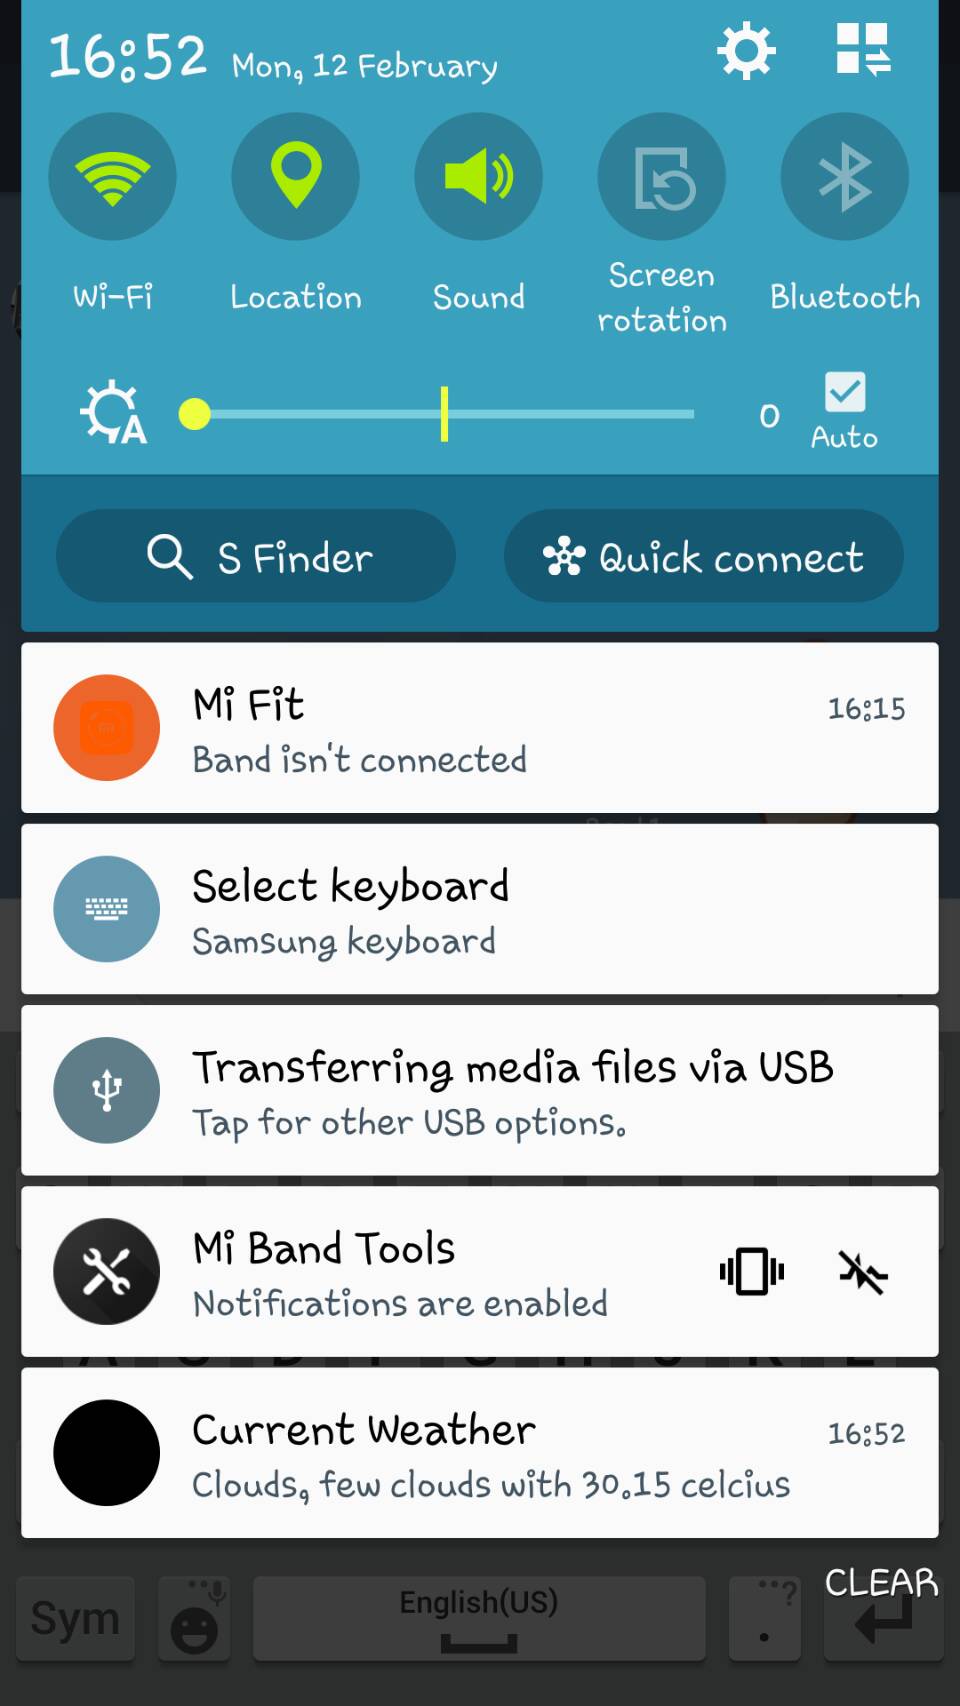 16:52 Mon, 12 February
Wi-Fi
Location
Sound
Screen
rotation
Bluetooth
A
0
Auto
S Finder
Quick connect
Mi Fit
16:15
Band isn't connected
Select keyboard
Samsung keyboard
Transferring media files via USB
Tap for other USB options.
Mi Band Tools
Notifications are enabled
Current Weather
16:52
Clouds, few clouds with 30.15 celcius
CLEAR
Sym
English(US)
?
.